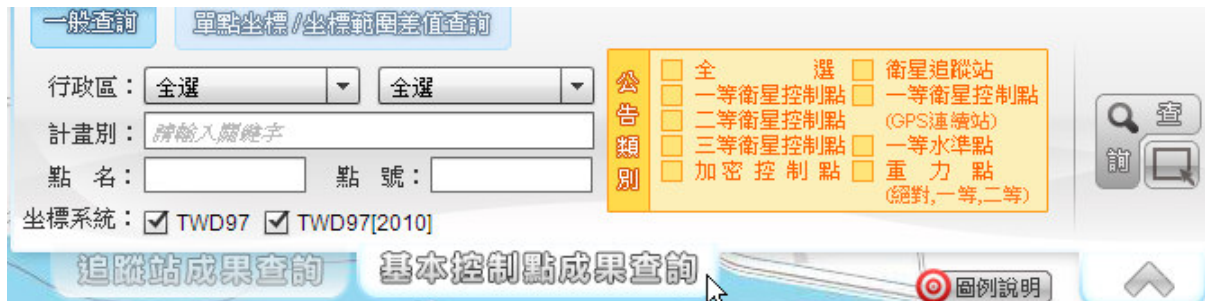 一般查詢 單點坐標/坐標範圍差值查詢
行政區： 全選 全選
計畫別： 請輸入關鍵字
點 名： 點 號：
坐標系統： TWD97 TWD97[2010]
公告類別
全 選 衛星追蹤站
一等衛星控制點 一等衛星控制點
二等衛星控制點 (GPS連續站)
三等衛星控制點 一等水準點
加密控制點 重力點
(絕對,一等,二等)
查詢
追蹤站成果查詢 基本控制點成果查詢 圖例說明